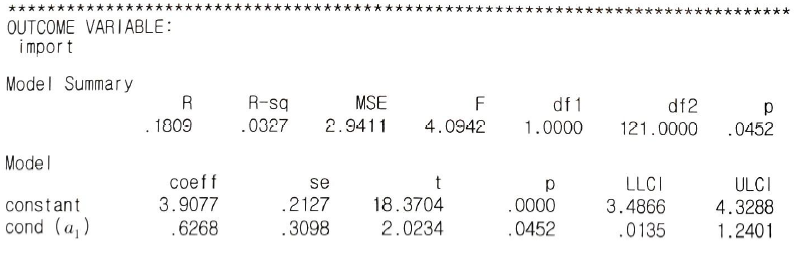 ********************************************************************************
OUTCOME VARIABLE:
import
Model Summary
R R-sq MSE F df1 df2 p
.1809 .0327 2.9411 4.0942 1.0000 121.0000 .0452
Model
coeff se t p LLCI ULCI
constant 3.9077 .2127 18.3704 .0000 3.4866 4.3288
cond (a₁) .6268 .3098 2.0234 .0452 .0135 1.2401